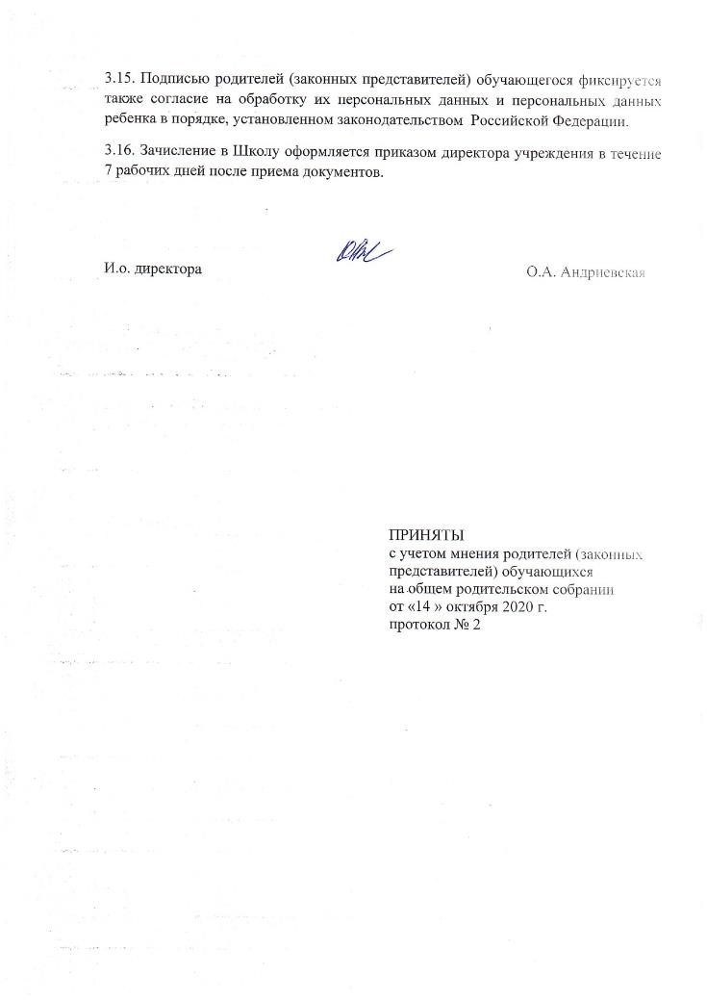 3.15. Подписью родителей (законных представителей) обучающегося фиксируется
также согласие на обработку их персональных данных и персональных данных
ребенка в порядке, установленном законодательством Российской Федерации.
3.16. Зачисление в Школу оформляется приказом директора учреждения в течение
7 рабочих дней после приема документов.
И.о. директора
О.А. Андриевская
ПРИНЯТЫ
с учетом мнения родителей (законных
представителей) обучающихся
на общем родительском собрании
от «14 » октября 2020 г.
протокол № 2